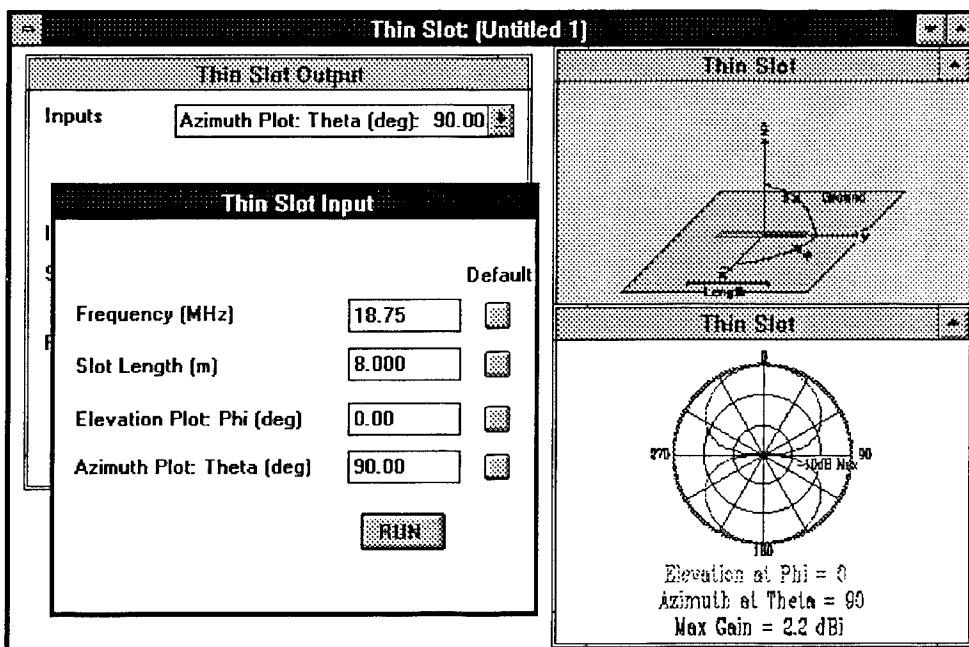 Thin Slot: (Untitled 1)
Thin Slot Output
Inputs
Azimuth Plot: Theta (deg): 90.00
Thin Slot Input
Default
Frequency (MHz)
18.75
Slot Length (m)
8.000
Elevation Plot: Phi (deg)
0.00
Azimuth Plot: Theta (deg)
90.00
RUN
Thin Slot
Z
Ground
Y
X
Length
Thin Slot
0
270
90
-10dB Max
180
Elevation at Phi = 0
Azimuth at Theta = 90
Max Gain = 2.2 dBi